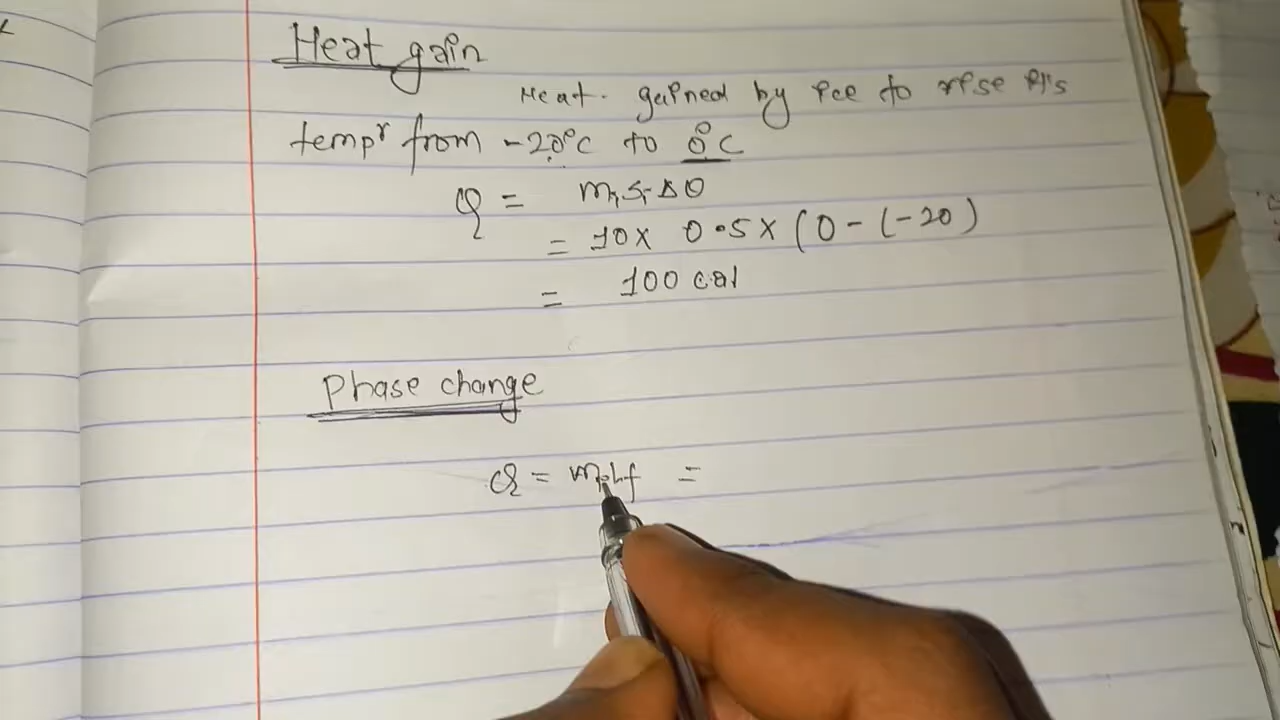 Heat gain
Heat. gained by ice to rise it's
tempr from -20°C to 0°C
Q = m₁s₁Δθ
= 10 x 0.5 x (0 - (-20)
= 100 cal
Phase change
Q = mLf =